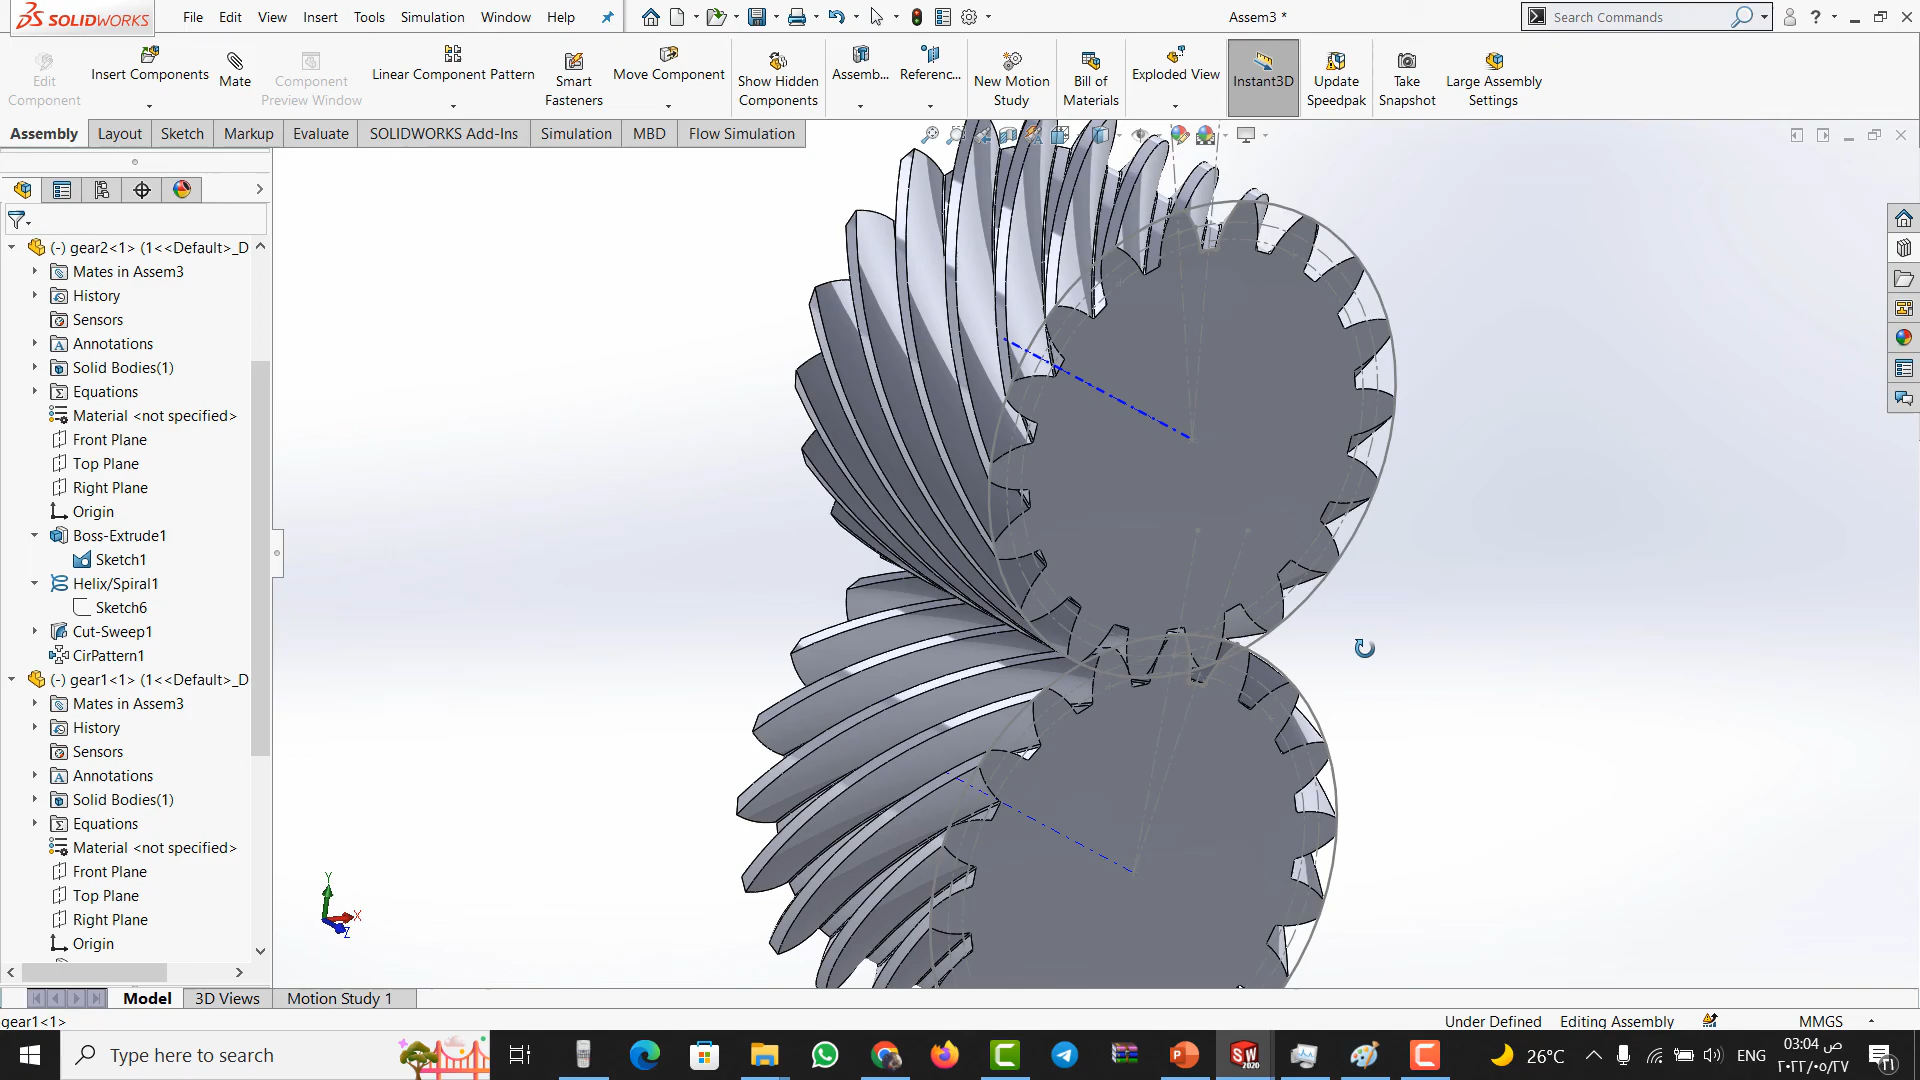 SOLIDWORKS File Edit View Insert Tools Simulation Window Help Assem3 * Search Commands
Edit Component
Insert Components
Mate
Component Preview Window
Linear Component Pattern
Smart Fasteners
Move Component
Show Hidden Components
Assemb...
Referenc...
New Motion Study
Bill of Materials
Exploded View
Instant3D
Update Speedpak
Take Snapshot
Large Assembly Settings
Assembly Layout Sketch Markup Evaluate SOLIDWORKS Add-Ins Simulation MBD Flow Simulation
(-) gear2<1> (1<<Default>_D
Mates in Assem3
History
Sensors
Annotations
Solid Bodies(1)
Equations
Material <not specified>
Front Plane
Top Plane
Right Plane
Origin
Boss-Extrude1
Sketch1
Helix/Spiral1
Sketch6
Cut-Sweep1
CirPattern1
(-) gear1<1> (1<<Default>_D
Mates in Assem3
History
Sensors
Annotations
Solid Bodies(1)
Equations
Material <not specified>
Front Plane
Top Plane
Right Plane
Origin
Y
X
Z
Model 3D Views Motion Study 1
gear1<1> Under Defined Editing Assembly MMGS
Type here to search
SW 2020
26°C ENG
03:04 ص
٢٠٢٢/٠٥/٢٧
٢١